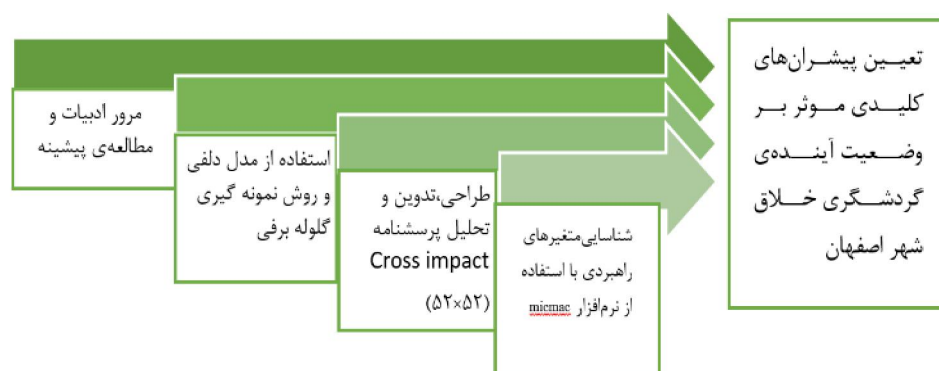 مرور ادبیات و
مطالعه‌ی پیشینه
استفاده از مدل دلفی
و روش نمونه گیری
گلوله برفی
طراحی،تدوین و
تحلیل پرسشنامه
Cross impact
(۵۲×۵۲)
شناسایی‌متغیرهای
راهبردی با استفاده
از نرم‌افزار micmac
تعیین پیشران‌های
کلیدی موثر بر
وضعیت آینده‌ی
گردشگری خلاق
شهر اصفهان